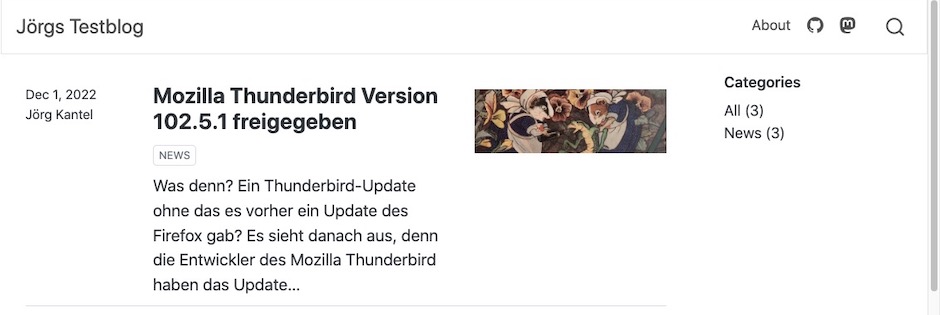 Jörgs Testblog
About
Dec 1, 2022
Jörg Kantel
Mozilla Thunderbird Version
102.5.1 freigegeben
NEWS
Was denn? Ein Thunderbird-Update
ohne das es vorher ein Update des
Firefox gab? Es sieht danach aus, denn
die Entwickler des Mozilla Thunderbird
haben das Update...
Categories
All (3)
News (3)